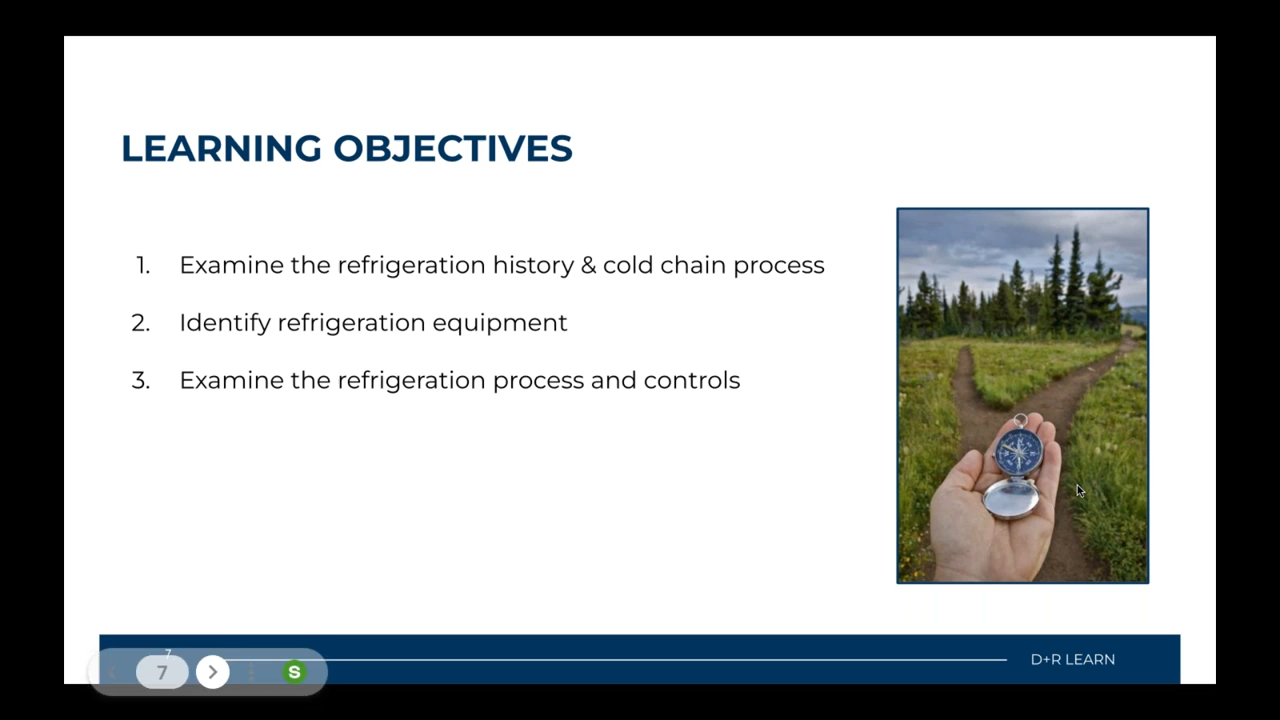 LEARNING OBJECTIVES
1. Examine the refrigeration history & cold chain process
2. Identify refrigeration equipment
3. Examine the refrigeration process and controls
7
7
S
D+R LEARN